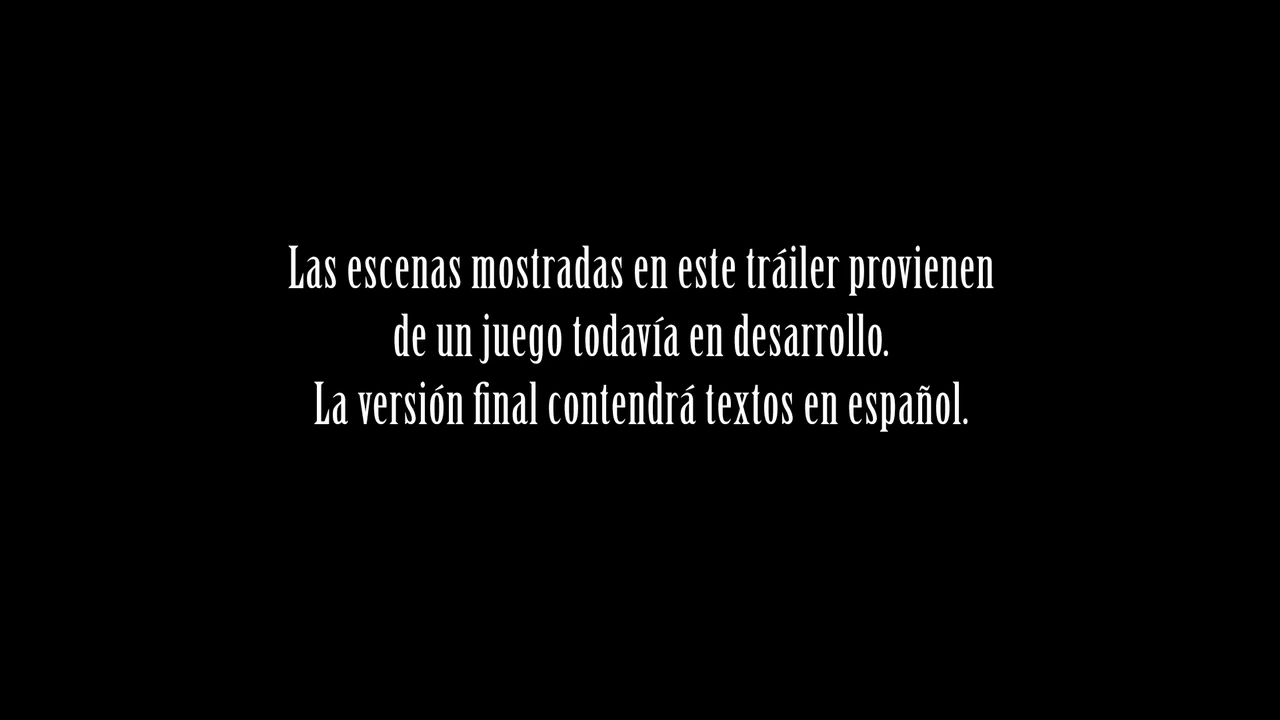 Las escenas mostradas en este tráiler provienen
de un juego todavía en desarrollo.
La versión final contendrá textos en español.